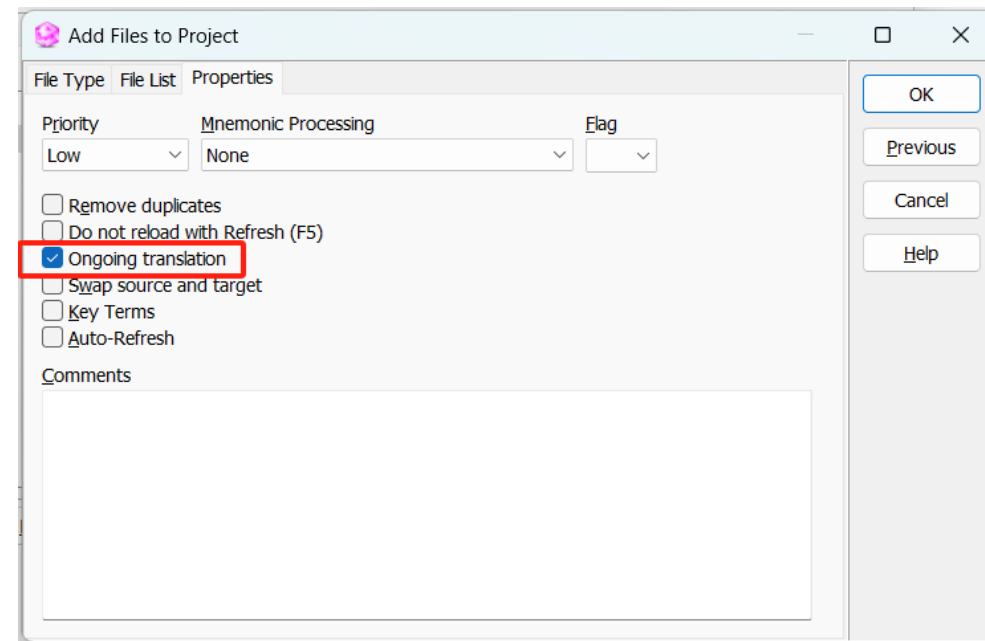 Add Files to Project
File Type File List Properties
Priority Mnemonic Processing Flag
Low None
Remove duplicates
Do not reload with Refresh (F5)
Ongoing translation
Swap source and target
Key Terms
Auto-Refresh
Comments
OK
Previous
Cancel
Help